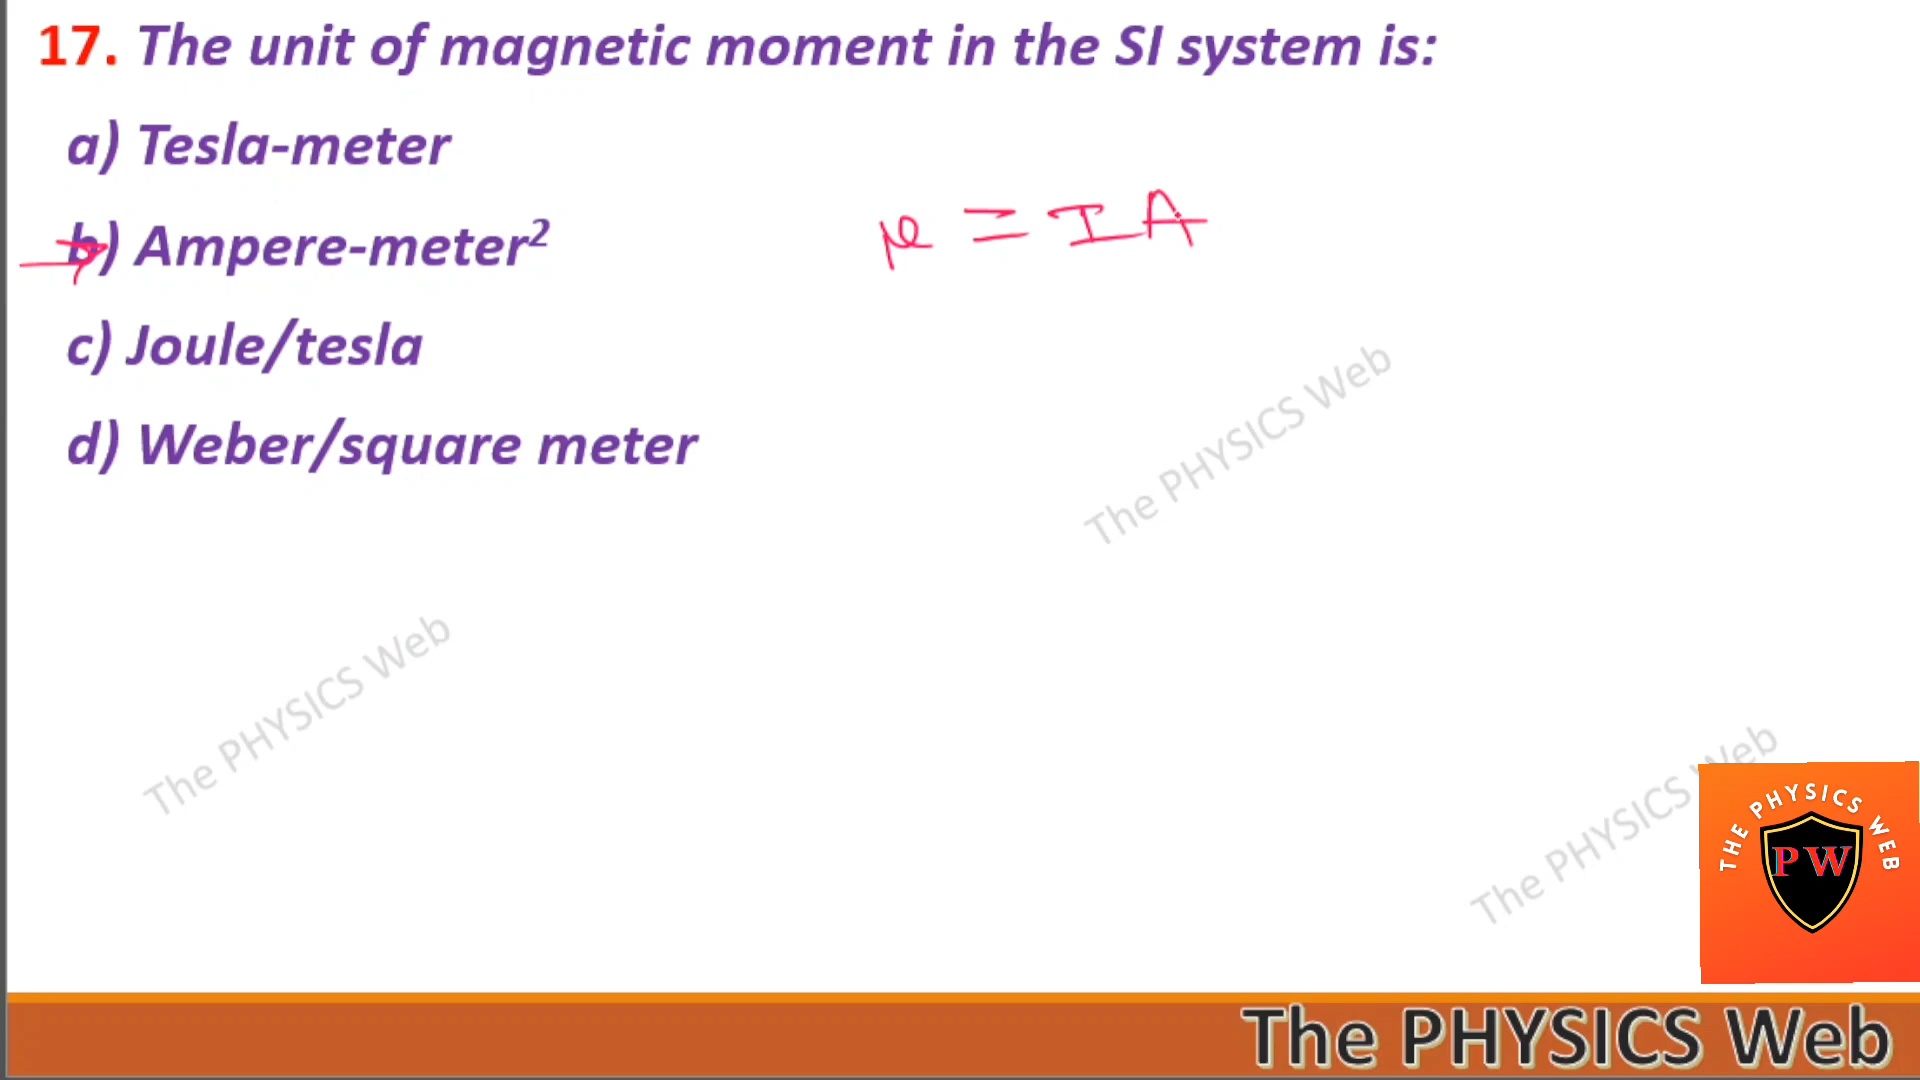 17. The unit of magnetic moment in the SI system is:
a) Tesla-meter
b) Ampere-meter²
μ = IA
c) Joule/tesla
d) Weber/square meter
The PHYSICS Web
The PHYSICS Web
The PHYSICS Web
THE PHYSICS WEB
PW
The PHYSICS Web